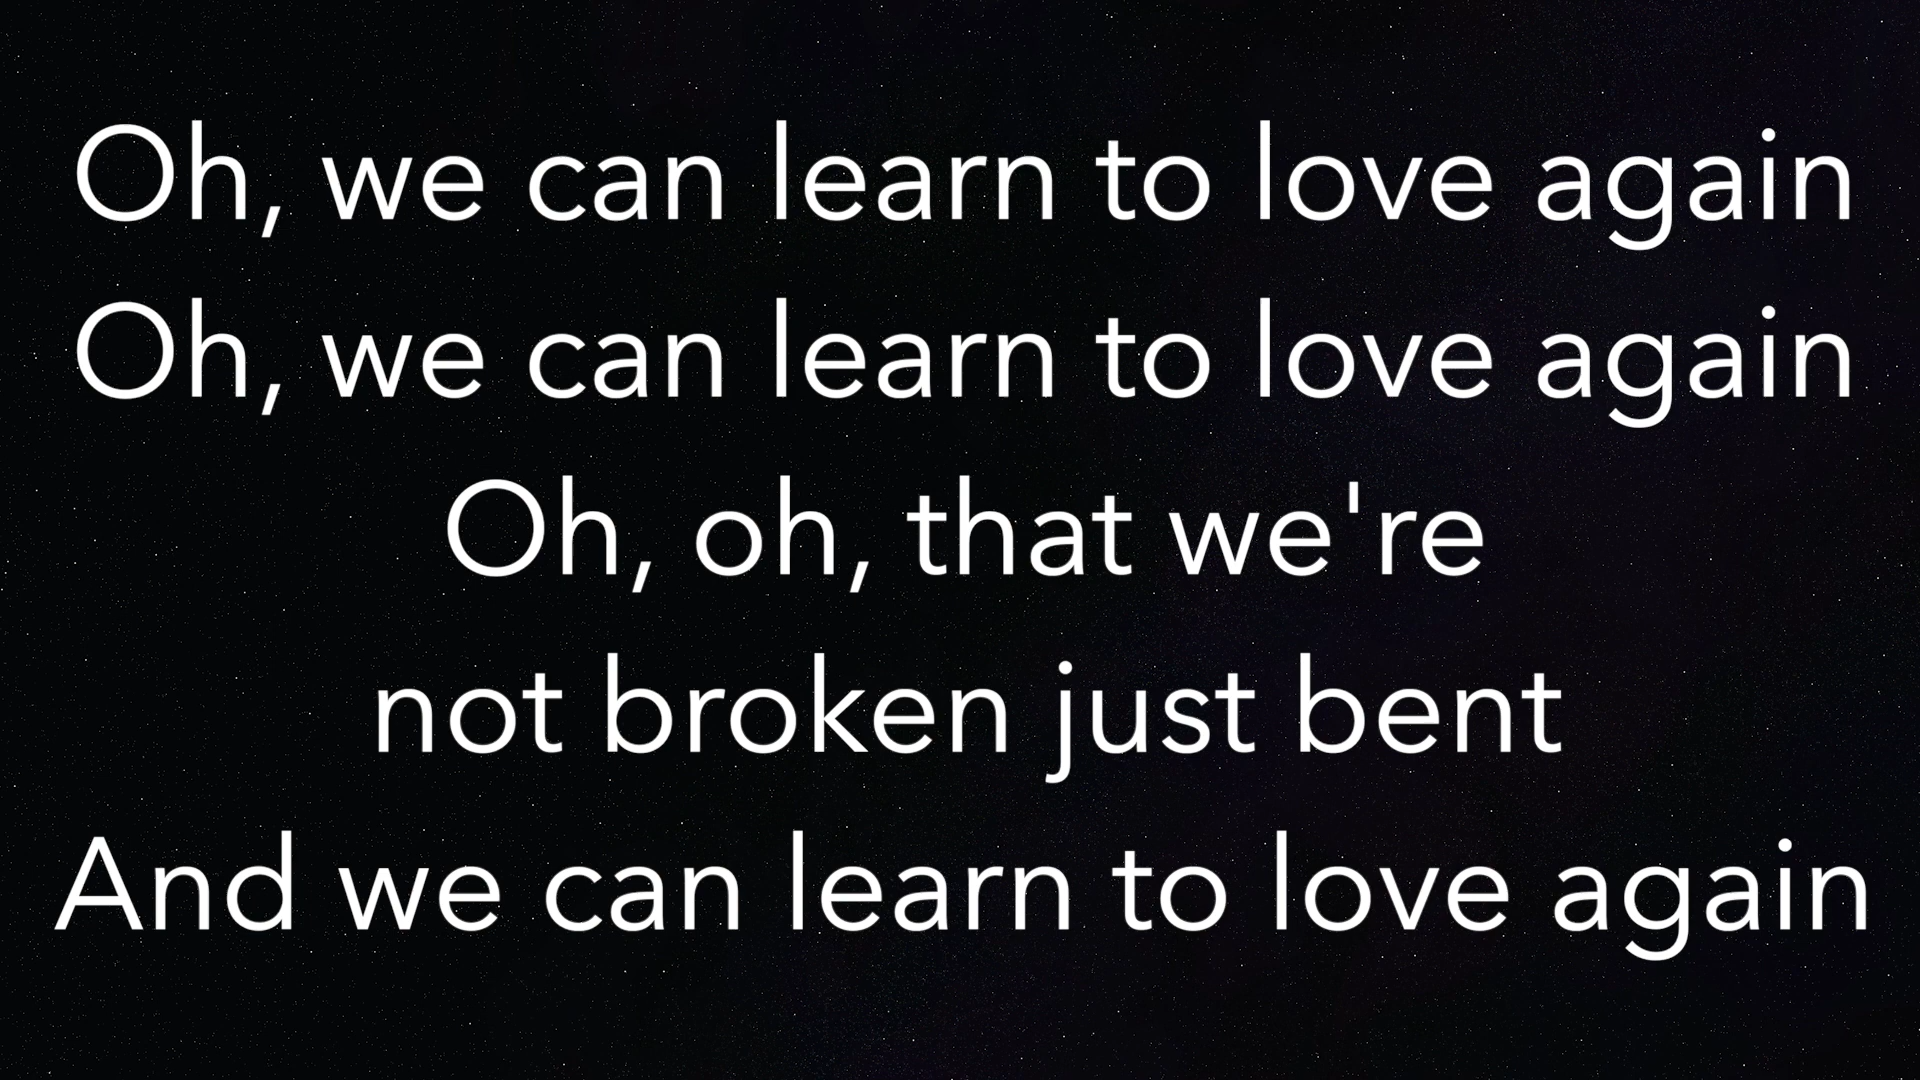 Oh, we can learn to love again
Oh, we can learn to love again
Oh, oh, that we're
not broken just bent
And we can learn to love again